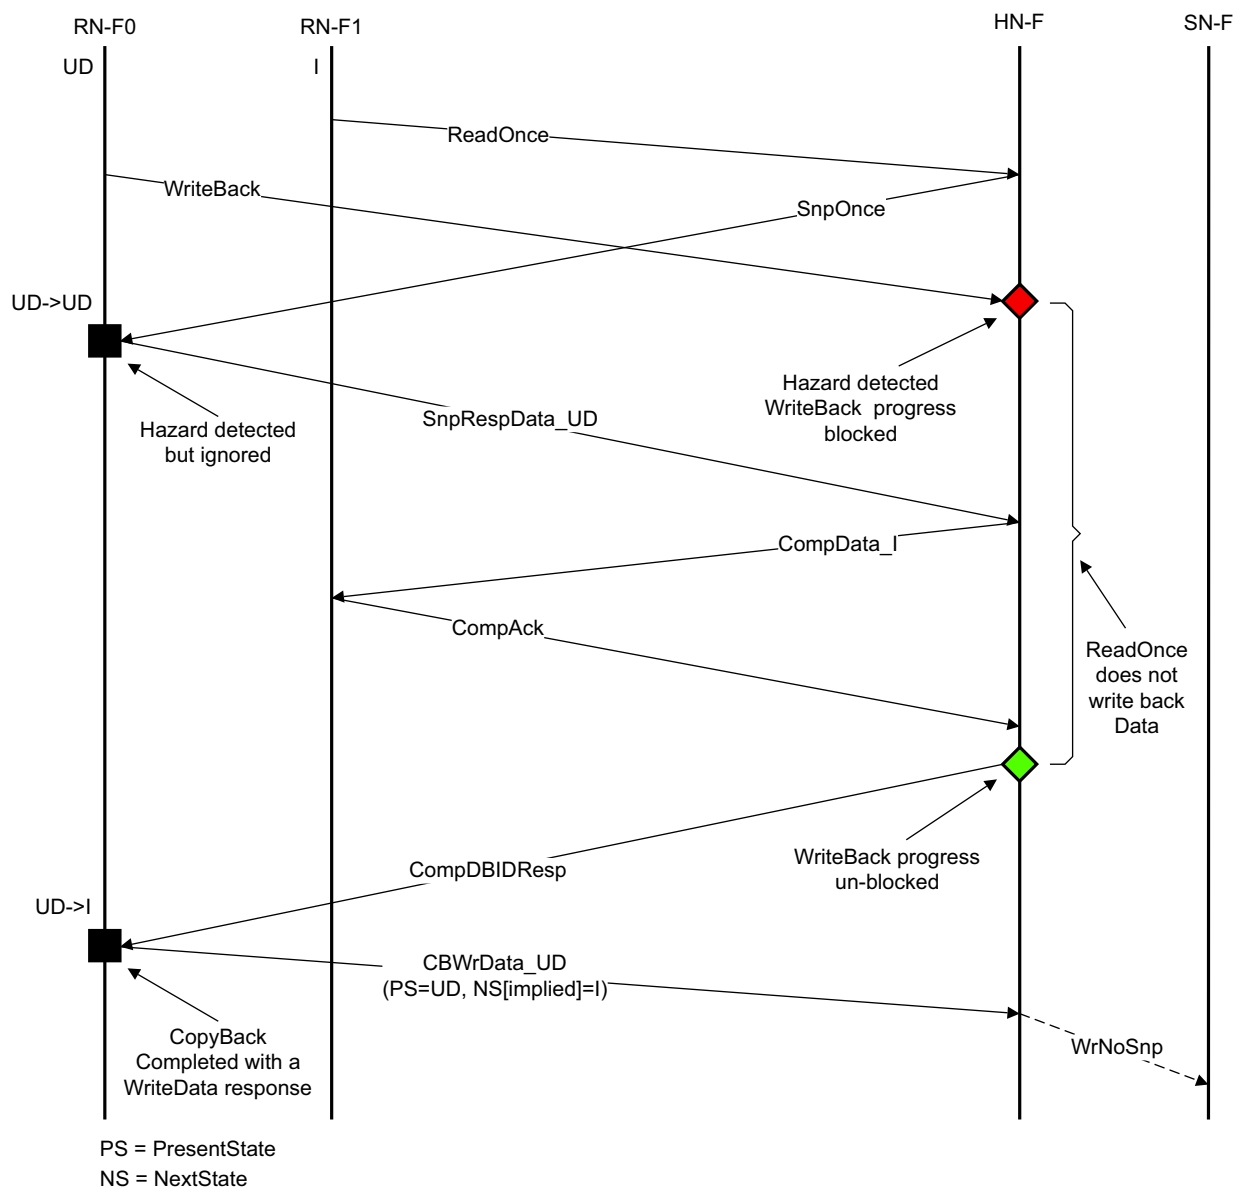 RN-F0
RN-F1
HN-F
SN-F
UD
I
ReadOnce
WriteBack
SnpOnce
UD->UD
Hazard detected
but ignored
Hazard detected
WriteBack progress
blocked
SnpRespData_UD
CompData_I
CompAck
ReadOnce
does not
write back
Data
WriteBack progress
un-blocked
CompDBIDResp
UD->I
CBWrData_UD
(PS=UD, NS[implied]=I)
CopyBack
Completed with a
WriteData response
WrNoSnp
PS = PresentState
NS = NextState